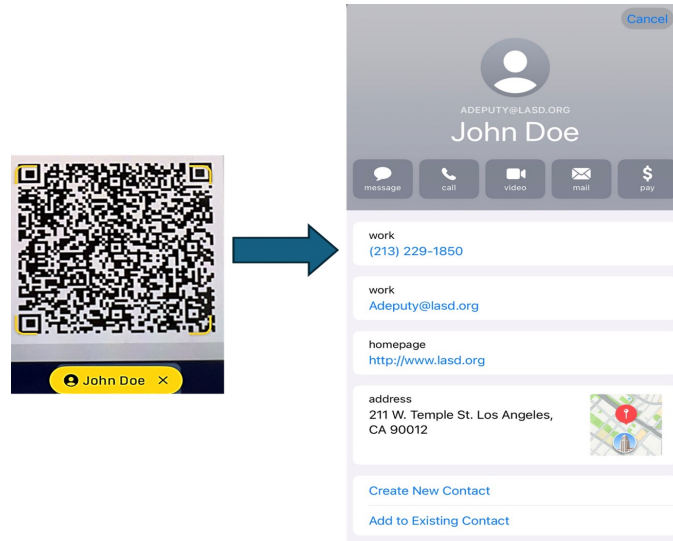 John Doe ×
Cancel
ADEPUTY@LASD.ORG
John Doe
message
call
video
mail
$
pay
work
(213) 229-1850
work
Adeputy@lasd.org
homepage
http://www.lasd.org
address
211 W. Temple St. Los Angeles,
CA 90012
Create New Contact
Add to Existing Contact